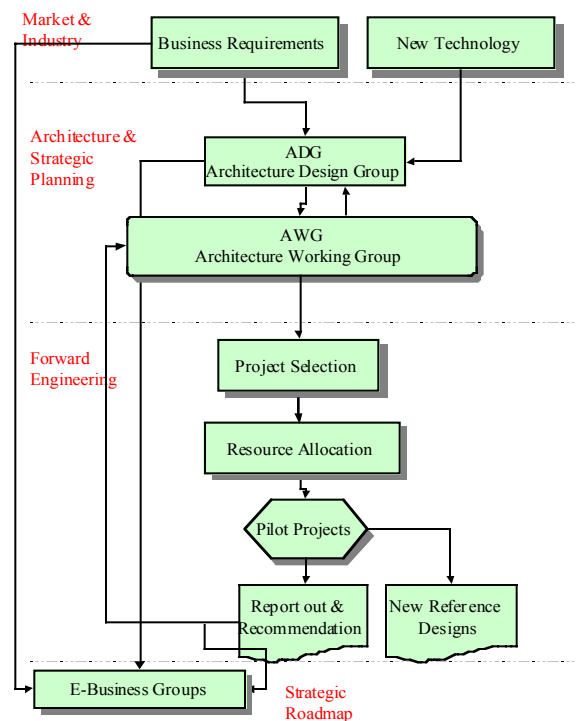 Market &
Industry
Business Requirements
New Technology
Architecture &
Strategic
Planning
ADG
Architecture Design Group
AWG
Architecture Working Group
Forward
Engineering
Project Selection
Resource Allocation
Pilot Projects
Report out &
Recommendation
New Reference
Designs
E-Business Groups
Strategic
Roadmap